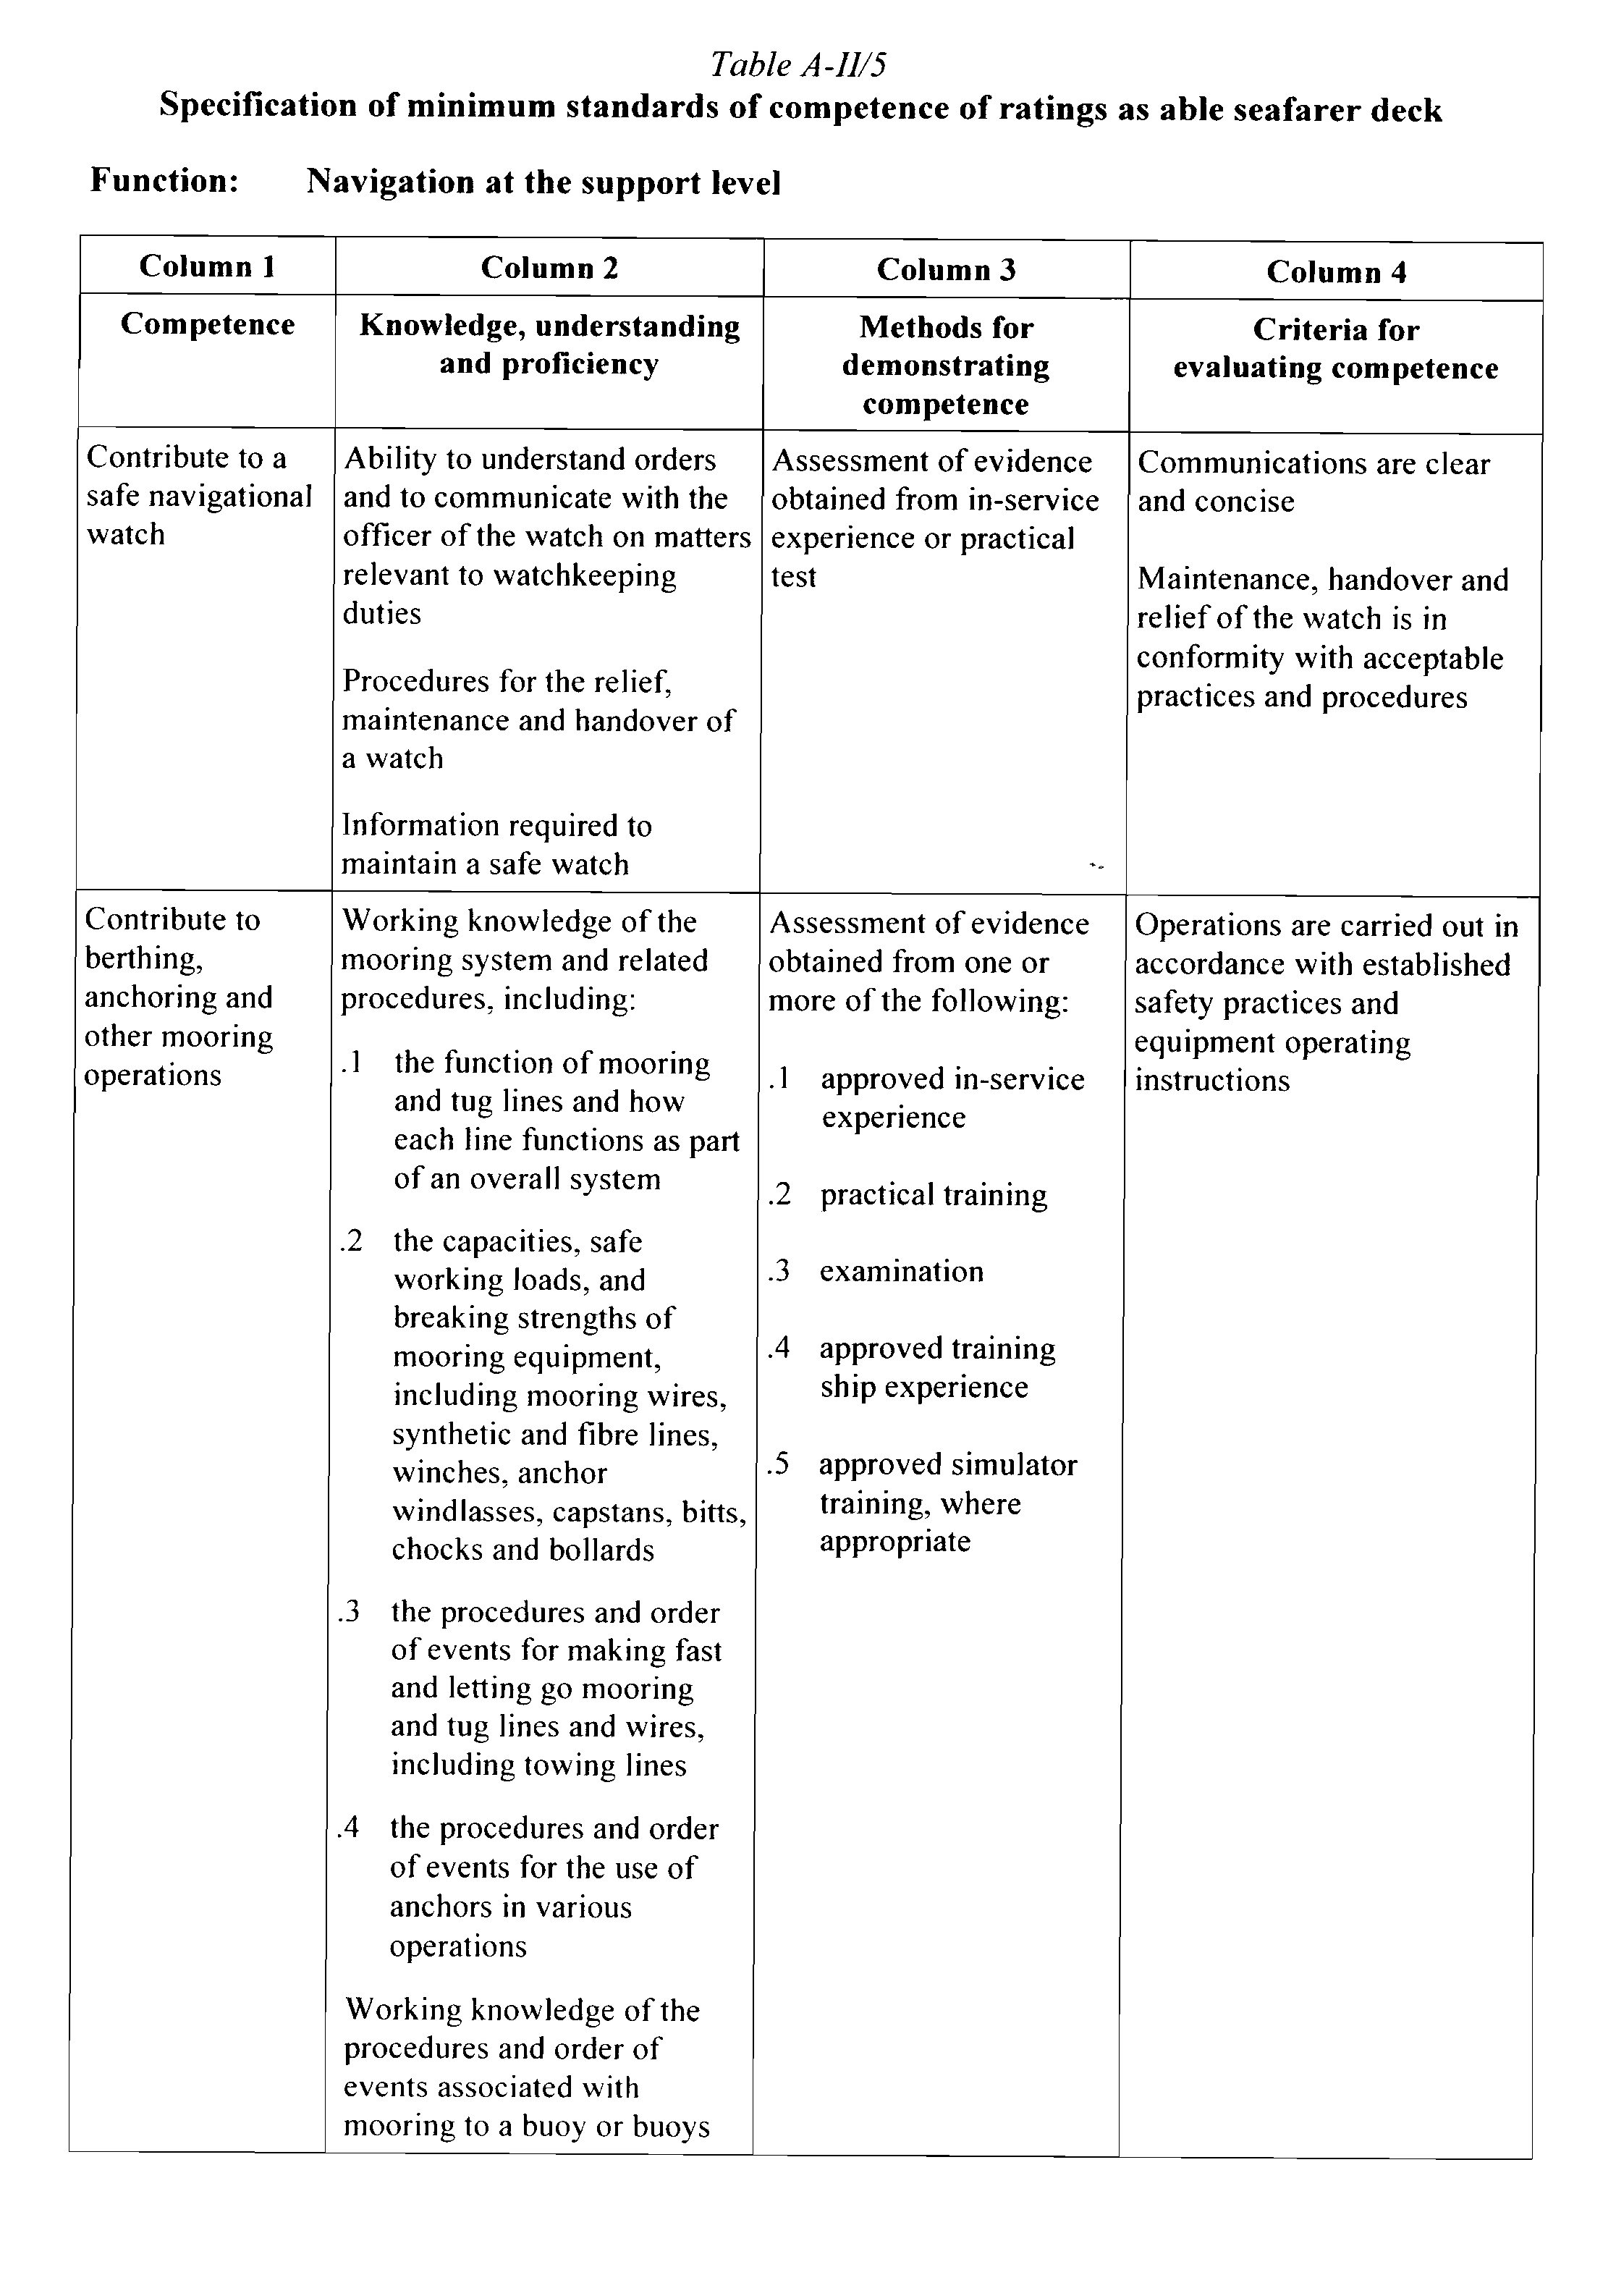 Table A-II/5
Specification of minimum standards of competence of ratings as able seafarer deck
Function: Navigation at the support level
Column 1
Column 2
Column 3
Column 4
Competence
Knowledge, understanding
and proficiency
Methods for
demonstrating
competence
Criteria for
evaluating competence
Contribute to a
safe navigational
watch
Ability to understand orders
and to communicate with the
officer of the watch on matters
relevant to watchkeeping
duties
Procedures for the relief,
maintenance and handover of
a watch
Information required to
maintain a safe watch
Assessment of evidence
obtained from in-service
experience or practical
test
Communications are clear
and concise
Maintenance, handover and
relief of the watch is in
conformity with acceptable
practices and procedures
Contribute to
berthing,
anchoring and
other mooring
operations
Working knowledge of the
mooring system and related
procedures, including:
.1 the function of mooring
and tug lines and how
each line functions as part
of an overall system
.2 the capacities, safe
working loads, and
breaking strengths of
mooring equipment,
including mooring wires,
synthetic and fibre lines,
winches, anchor
windlasses, capstans, bitts,
chocks and bollards
.3 the procedures and order
of events for making fast
and letting go mooring
and tug lines and wires,
including towing lines
.4 the procedures and order
of events for the use of
anchors in various
operations
Working knowledge of the
procedures and order of
events associated with
mooring to a buoy or buoys
Assessment of evidence
obtained from one or
more of the following:
.1 approved in-service
experience
.2 practical training
.3 examination
.4 approved training
ship experience
.5 approved simulator
training, where
appropriate
Operations are carried out in
accordance with established
safety practices and
equipment operating
instructions